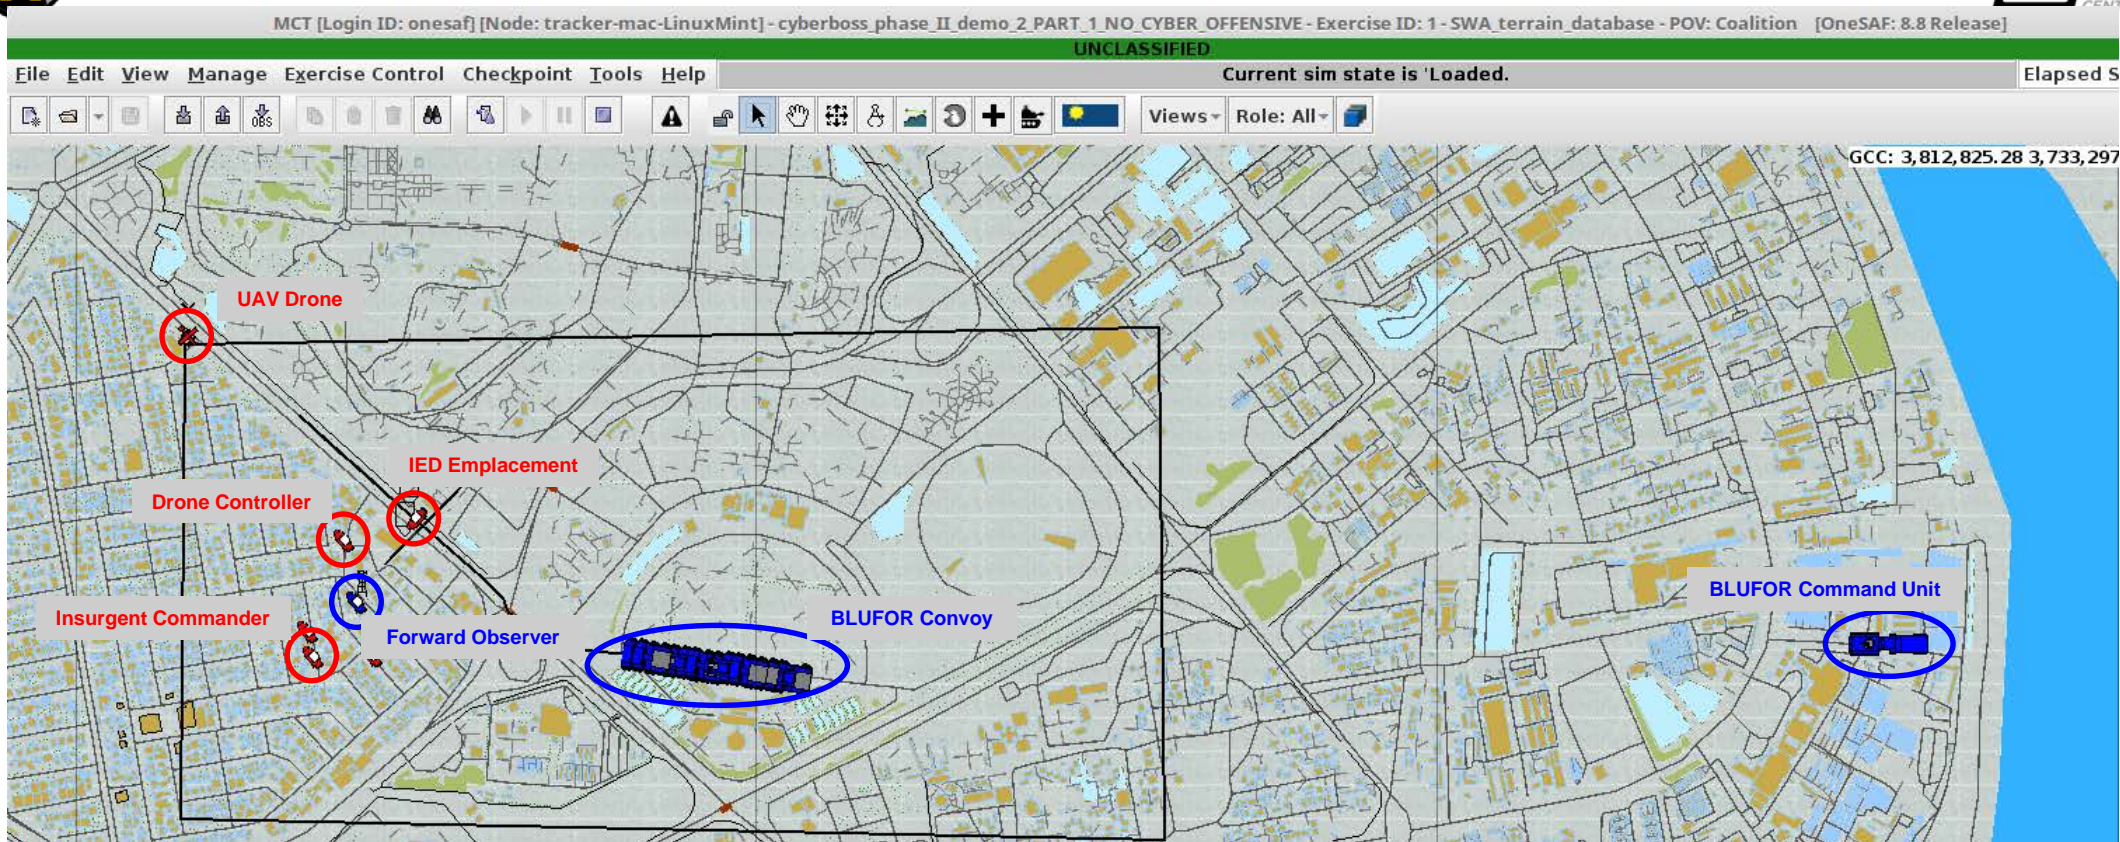 MCT [Login ID: onesaf] [Node: tracker-mac-LinuxMint] - cyberboss_phase_II_demo_2_PART_1_NO_CYBER_OFFENSIVE - Exercise ID: 1 - SWA_terrain_database - POV: Coalition [OneSAF: 8.8 Release]
UNCLASSIFIED
File Edit View Manage Exercise Control Checkpoint Tools Help Current sim state is 'Loaded. Elapsed S
OBS Views Role: All
GCC: 3,812,825.28 3,733,297
UAV Drone
IED Emplacement
Drone Controller
BLUFOR Command Unit
Insurgent Commander
BLUFOR Convoy
Forward Observer